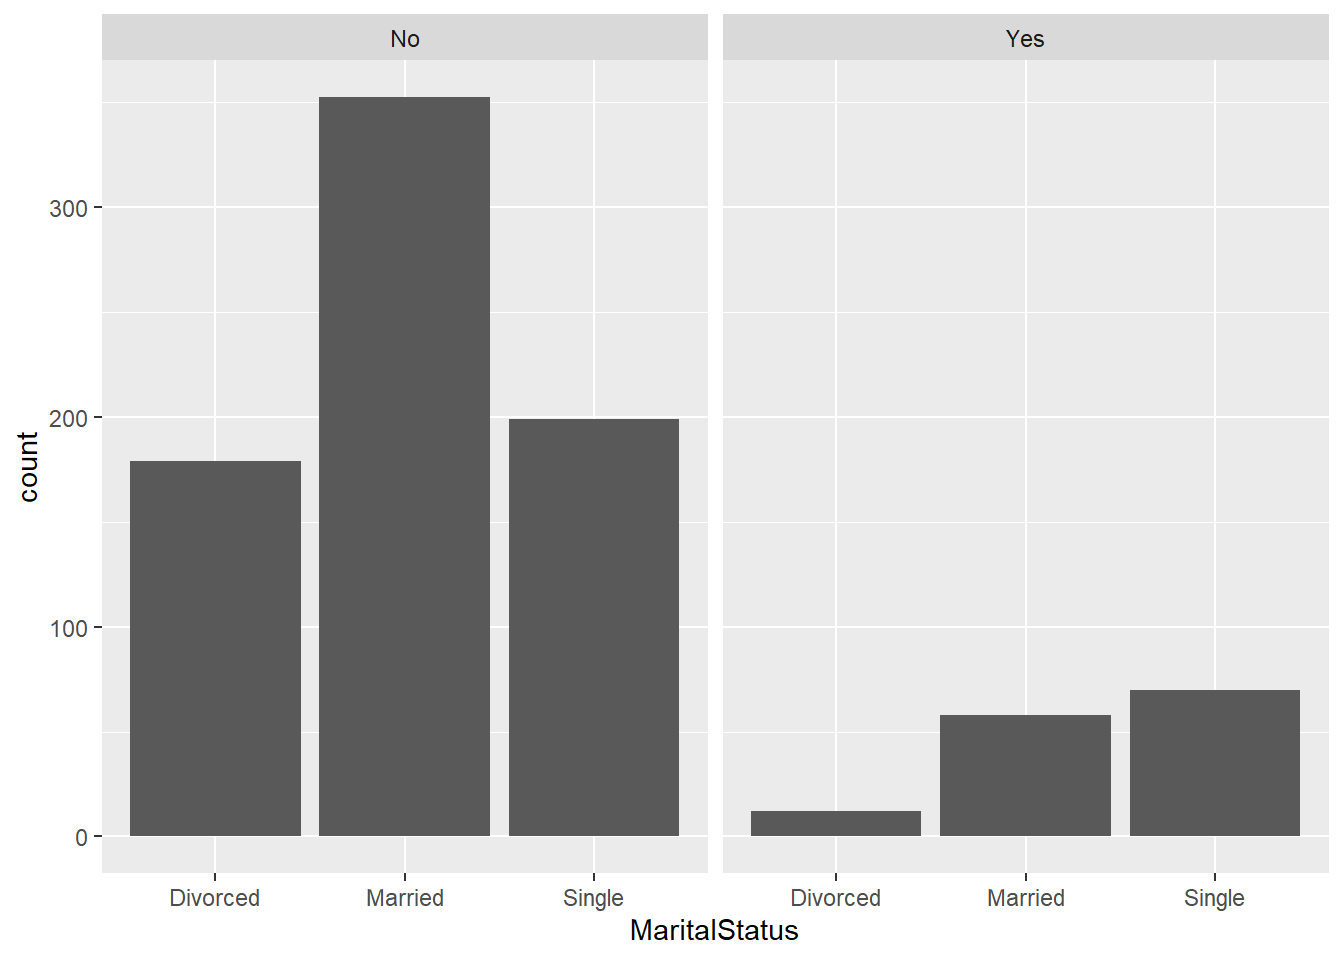 No Yes
300
200
100
0
count
Divorced Married Single Divorced Married Single
MaritalStatus